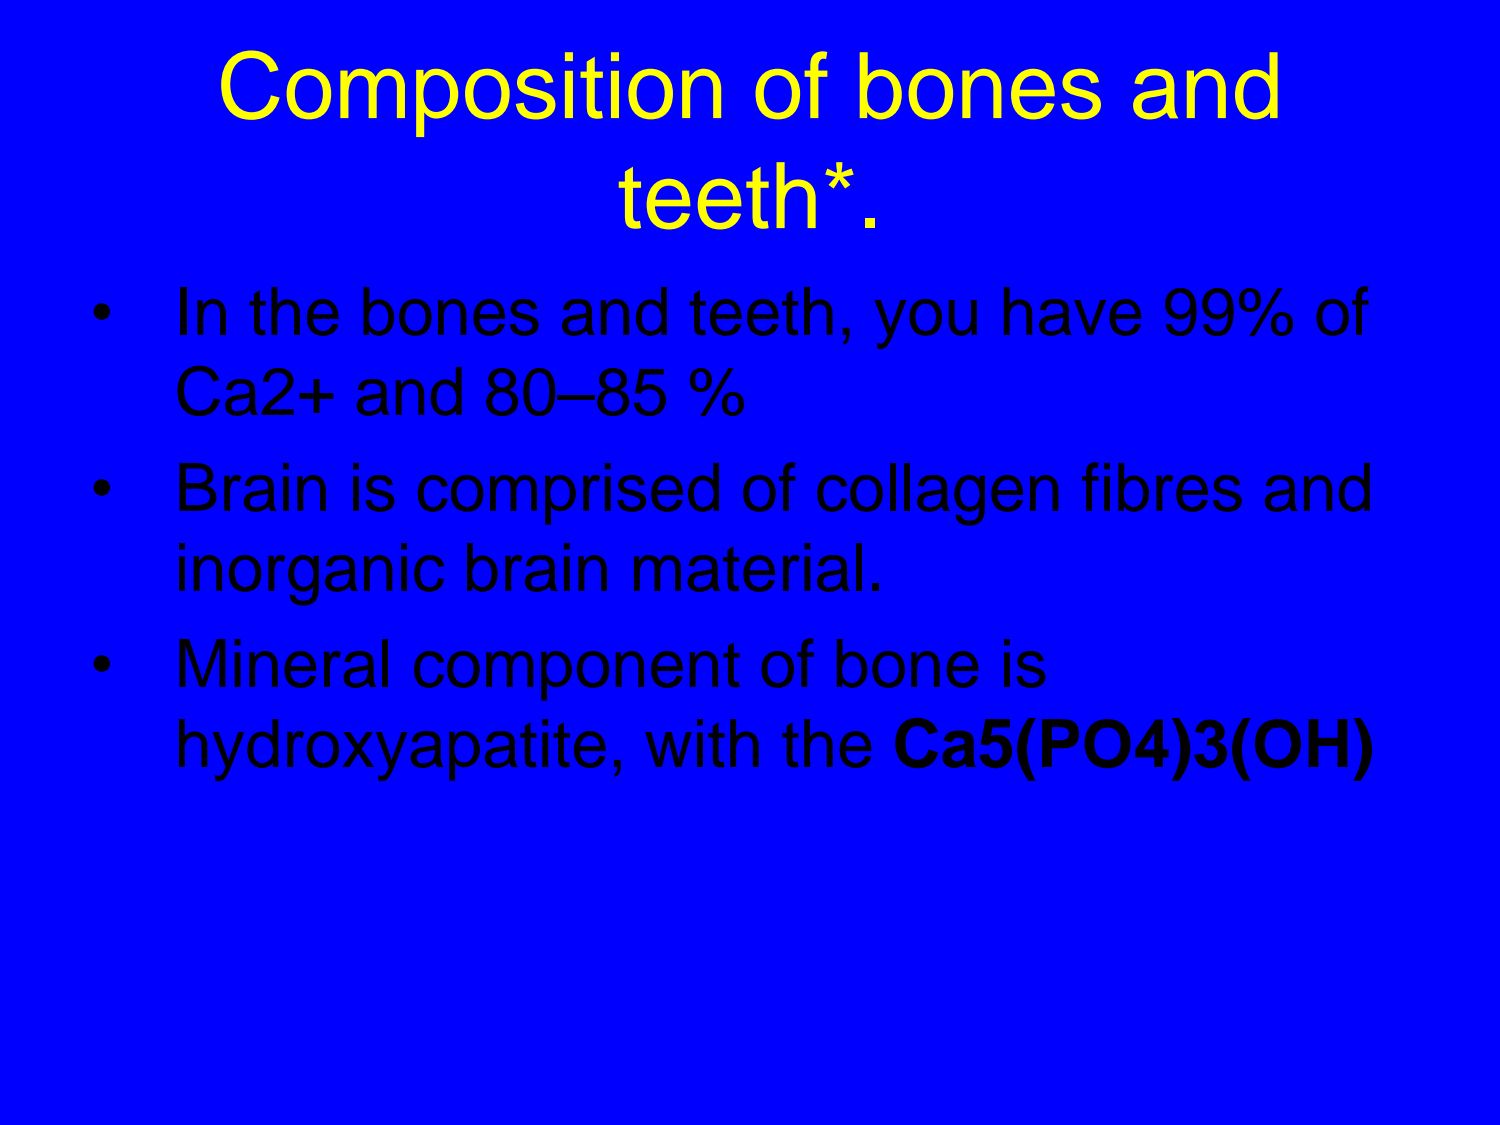 Composition of bones and
teeth*.
• In the bones and teeth, you have 99% of
Ca2+ and 80–85 %
• Brain is comprised of collagen fibres and
inorganic brain material.
• Mineral component of bone is
hydroxyapatite, with the Ca5(PO4)3(OH)